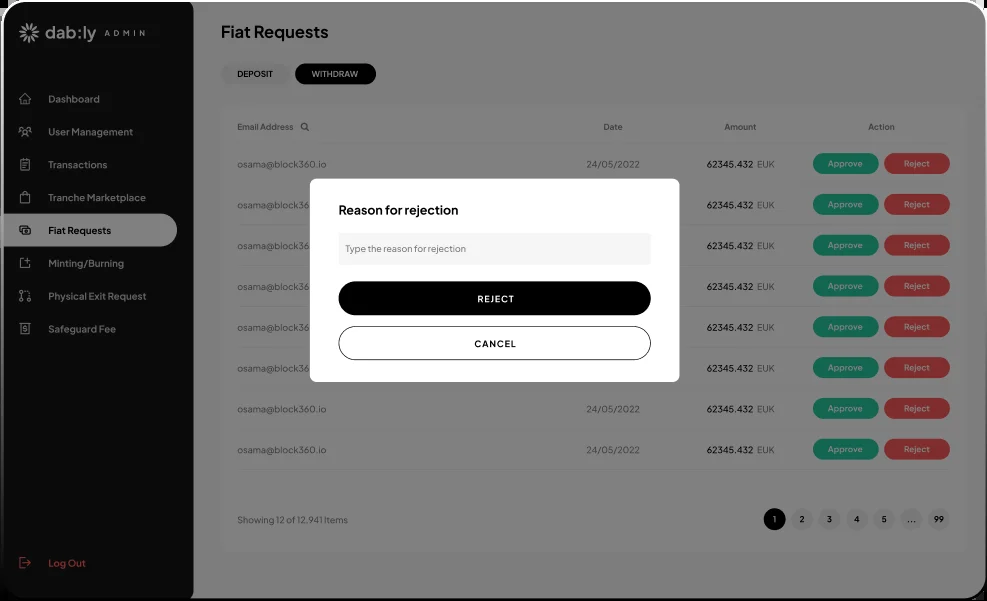 dab:ly ADMIN
Dashboard
User Management
Transactions
Tranche Marketplace
Fiat Requests
Minting/Burning
Physical Exit Request
Safeguard Fee
Log Out
Fiat Requests
DEPOSIT WITHDRAW
Email Address Date Amount Action
osama@block360.io 24/05/2022 62345.432 EUK Approve Reject
osama@block36 62345.432 EUK Approve Reject
osama@block36 62345.432 EUK Approve Reject
osama@block36 62345.432 EUK Approve Reject
osama@block36 62345.432 EUK Approve Reject
osama@block36 62345.432 EUK Approve Reject
osama@block360.io 24/05/2022 62345.432 EUK Approve Reject
osama@block360.io 24/05/2022 62345.432 EUK Approve Reject
Showing 12 of 12,941 Items 1 2 3 4 5 ... 99
Reason for rejection
Type the reason for rejection
REJECT
CANCEL